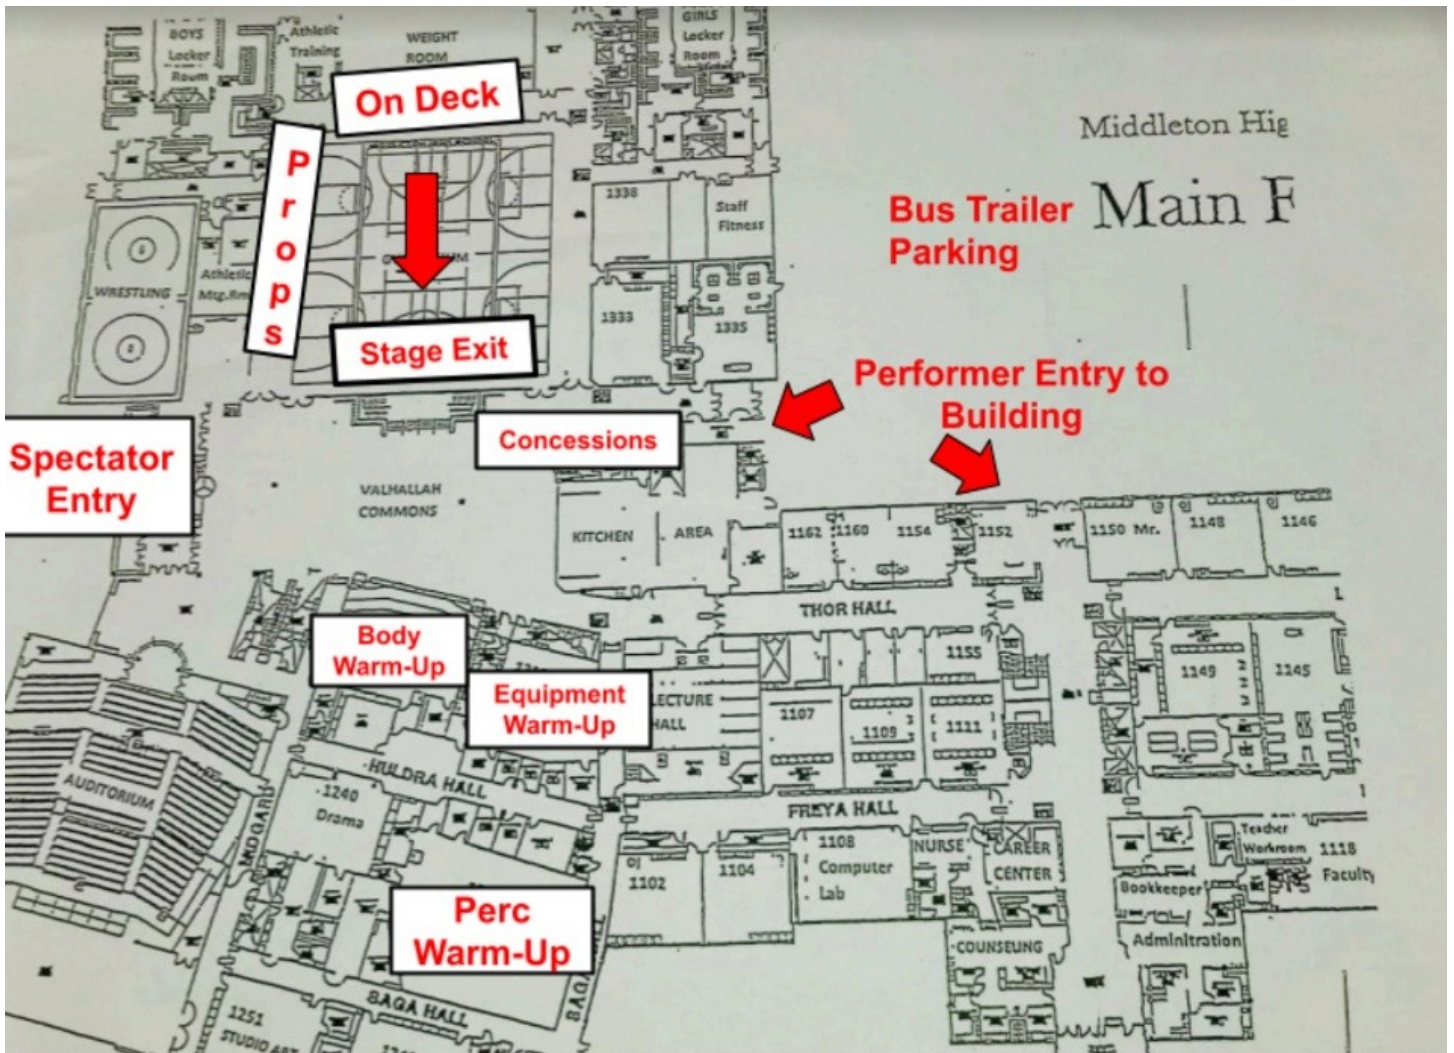 BOYS
Locker
Room
Athletic
Training
WEIGHT
ROOM
GIRLS
Locker
Room
On Deck
Middleton Hig
Main F
Props
1338
Staff
Fitness
Bus Trailer
Parking
WRESTLING
Athletic
Mtg.Rm
1333
1335
Stage Exit
Performer Entry to
Building
Concessions
Spectator
Entry
VALHALLAH
COMMONS
KITCHEN
AREA
1162
1160
1154
1152
1150 Mr.
1148
1146
THOR HALL
Body
Warm-Up
1155
1149
1145
Equipment
Warm-Up
LECTURE
HALL
1107
1109
1111
AUDITORIUM
HULDRA HALL
1240
Drama
FREYA HALL
1102
1104
1108
Computer
Lab
NURSE
CAREER
CENTER
Teacher
Workroom
1118
Faculty
Bookkeeper
Perc
Warm-Up
COUNSELING
Adminitration
SAGA HALL
1251
STUDIO ART